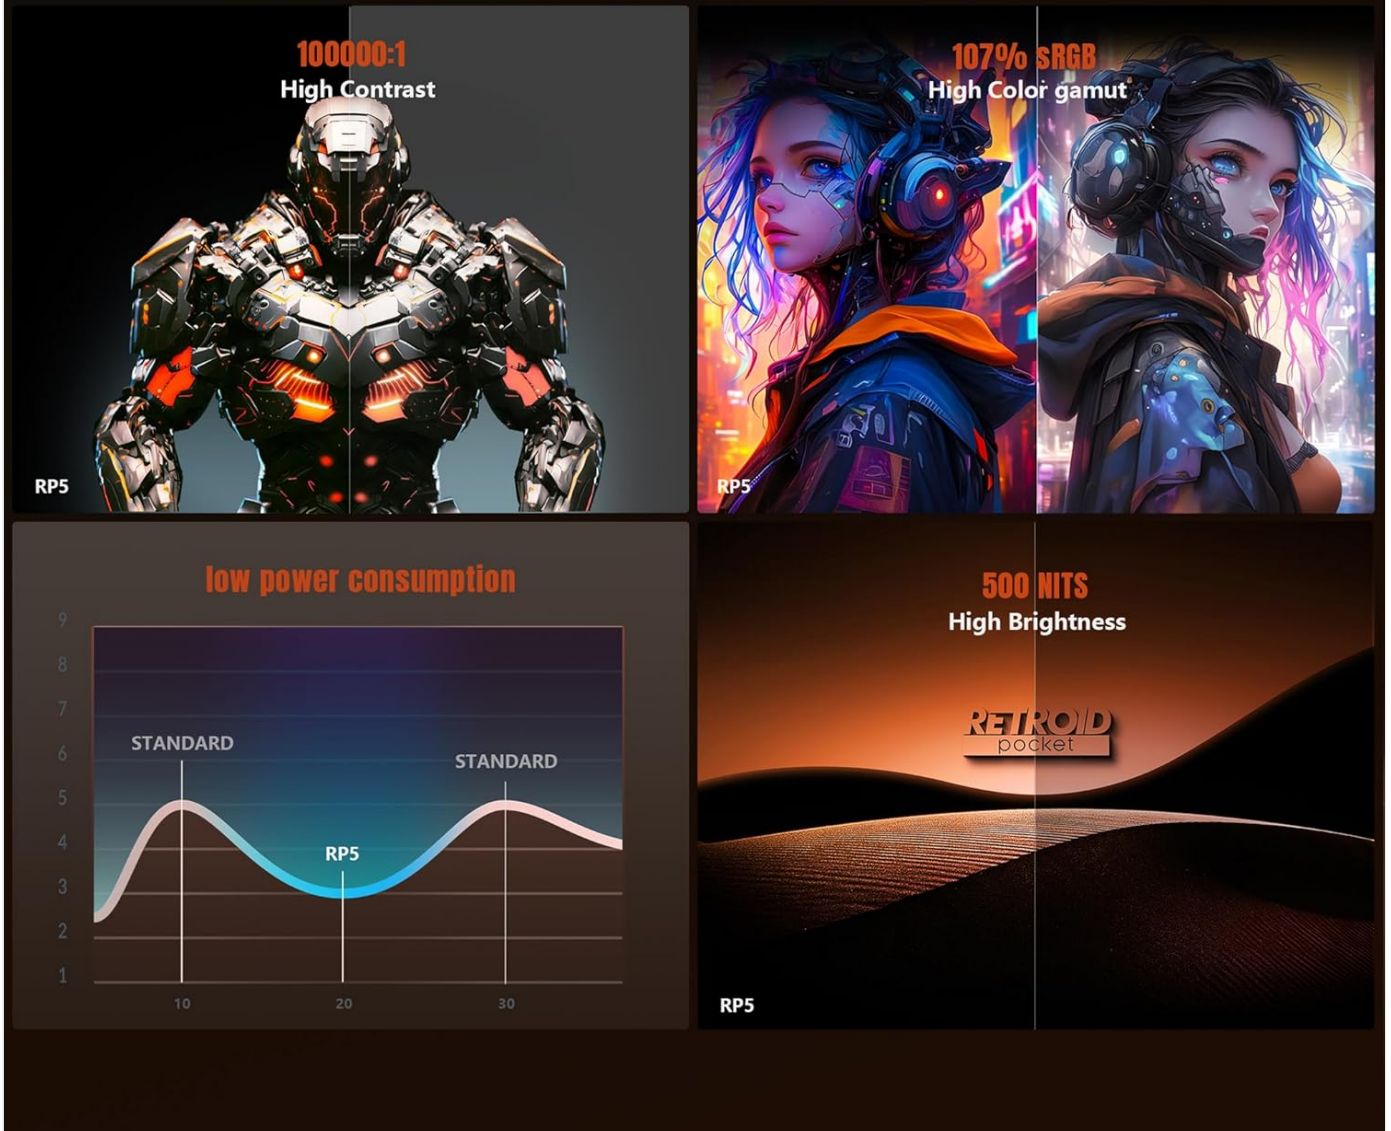 100000:1
High Contrast
RP5
107% sRGB
High Color gamut
RP5
low power consumption
9
8
7
6
5
4
3
2
1
STANDARD
STANDARD
RP5
10
20
30
500 NITS
High Brightness
RETROID
pocket
RP5